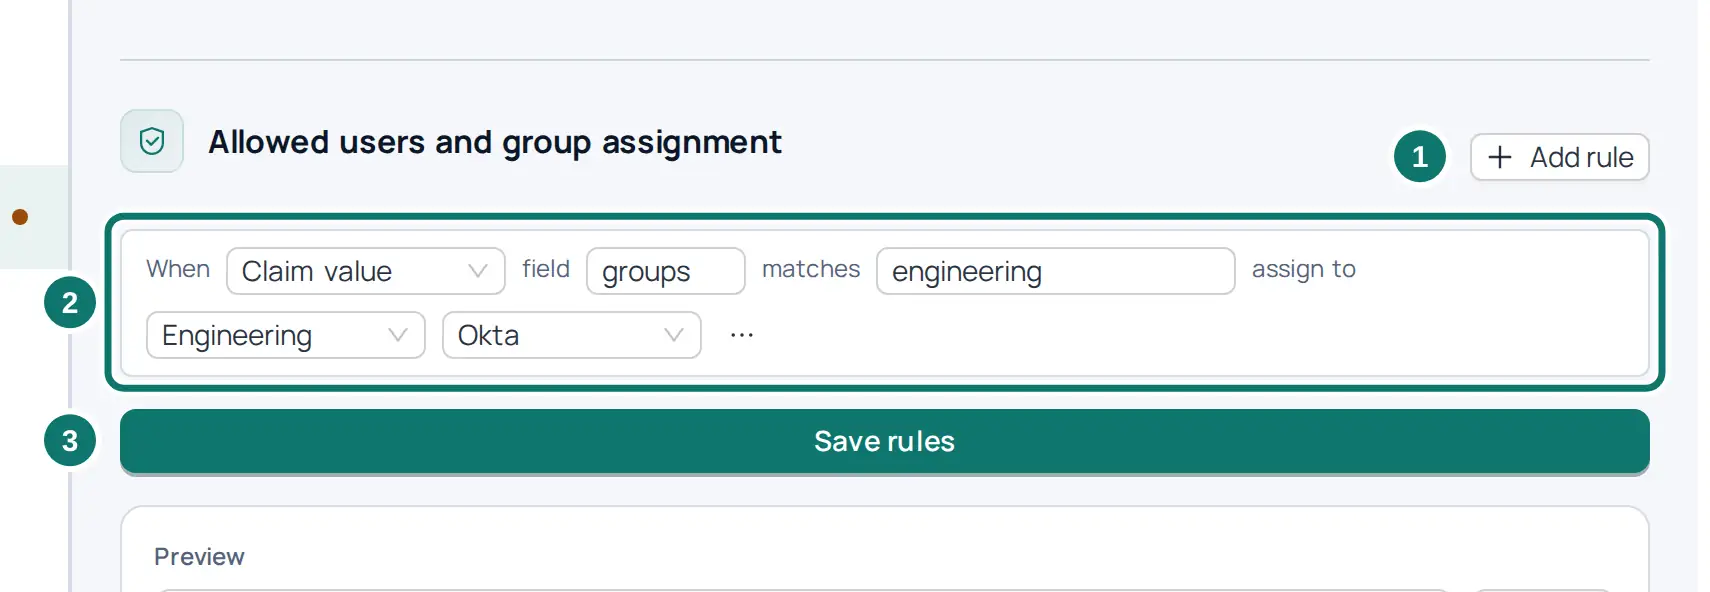 Allowed users and group assignment
1
+ Add rule
When Claim value field groups matches engineering assign to
2
Engineering Okta ...
3
Save rules
Preview